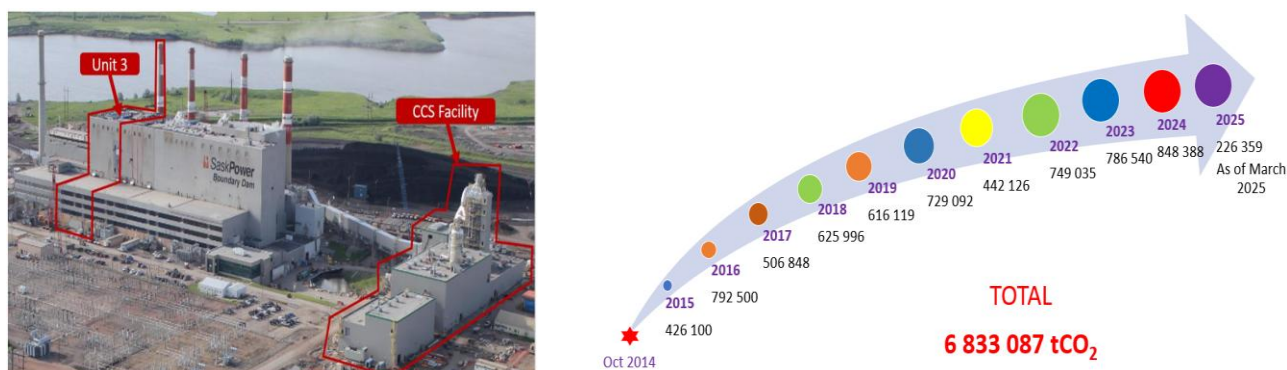 Unit 3
CCS Facility
SaskPower
Boundary Dam
Oct 2014
2015
426 100
2016
792 500
2017
506 848
2018
625 996
2019
616 119
2020
729 092
2021
442 126
2022
749 035
2023
786 540
2024
848 388
2025
226 359
As of March
2025
TOTAL
6 833 087 tCO₂